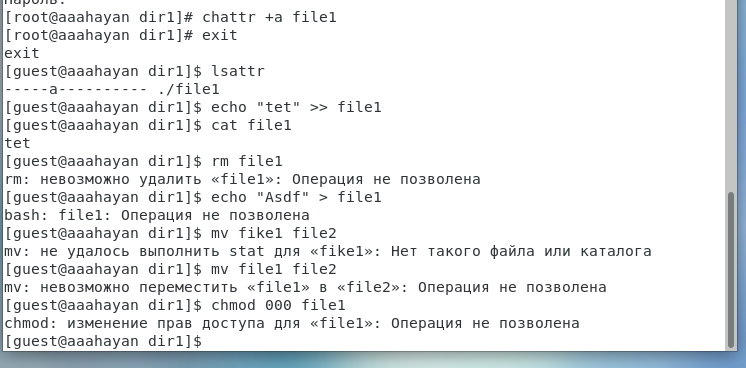 Пароль:
[root@aaahayan dir1]# chattr +a file1
[root@aaahayan dir1]# exit
exit
[guest@aaahayan dir1]$ lsattr
-----a---------- ./file1
[guest@aaahayan dir1]$ echo "tet" >> file1
[guest@aaahayan dir1]$ cat file1
tet
[guest@aaahayan dir1]$ rm file1
rm: невозможно удалить «file1»: Операция не позволена
[guest@aaahayan dir1]$ echo "Asdf" > file1
bash: file1: Операция не позволена
[guest@aaahayan dir1]$ mv fike1 file2
mv: не удалось выполнить stat для «fike1»: Нет такого файла или каталога
[guest@aaahayan dir1]$ mv file1 file2
mv: невозможно переместить «file1» в «file2»: Операция не позволена
[guest@aaahayan dir1]$ chmod 000 file1
chmod: изменение прав доступа для «file1»: Операция не позволена
[guest@aaahayan dir1]$